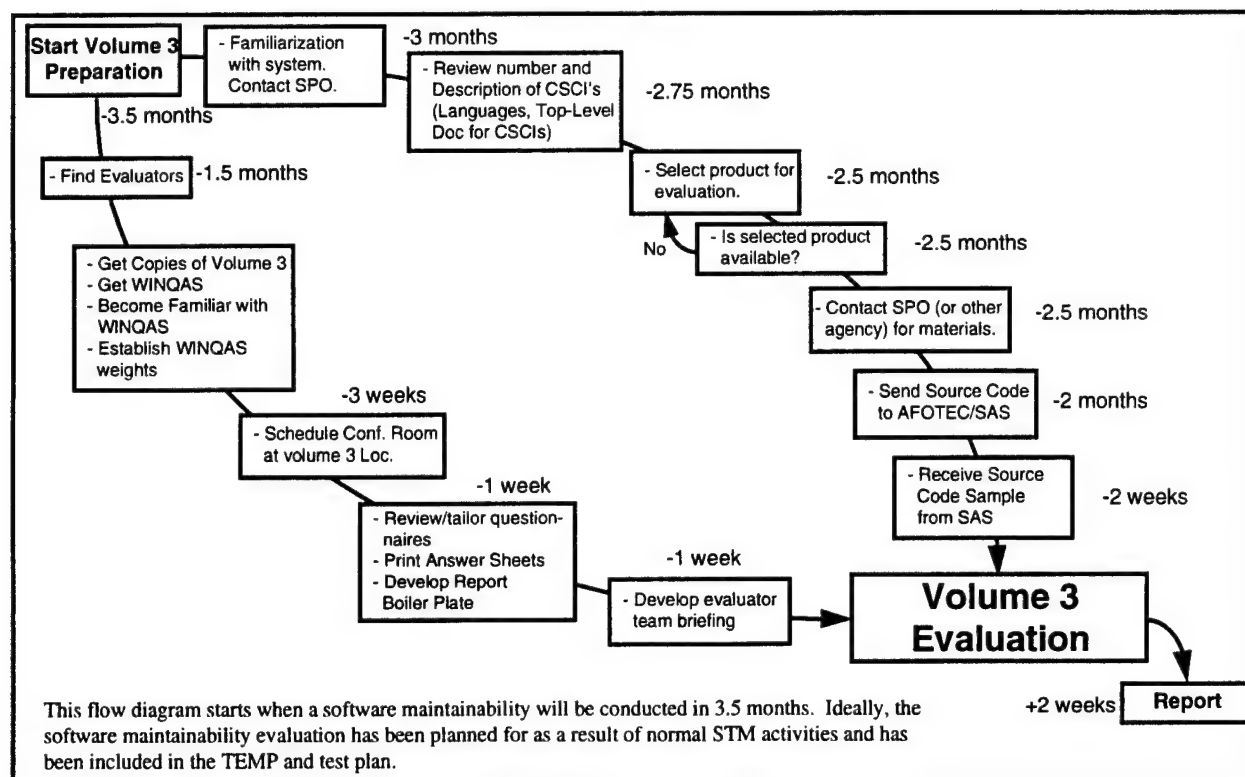 Start Volume 3
Preparation
- Familiarization
with system.
Contact SPO.
-3 months
- Review number and
Description of CSCI's
(Languages, Top-Level
Doc for CSCIs)
-2.75 months
-3.5 months
- Find Evaluators
-1.5 months
- Select product for
evaluation.
-2.5 months
No
- Is selected product
available?
-2.5 months
- Get Copies of Volume 3
- Get WINQAS
- Become Familiar with
WINQAS
- Establish WINQAS
weights
- Contact SPO (or other
agency) for materials.
-2.5 months
- Send Source Code
to AFOTEC/SAS
-2 months
-3 weeks
- Schedule Conf. Room
at volume 3 Loc.
- Receive Source
Code Sample
from SAS
-2 weeks
-1 week
- Review/tailor question-
naires
- Print Answer Sheets
- Develop Report
Boiler Plate
-1 week
- Develop evaluator
team briefing
Volume 3
Evaluation
+2 weeks
Report
This flow diagram starts when a software maintainability will be conducted in 3.5 months. Ideally, the
software maintainability evaluation has been planned for as a result of normal STM activities and has
been included in the TEMP and test plan.